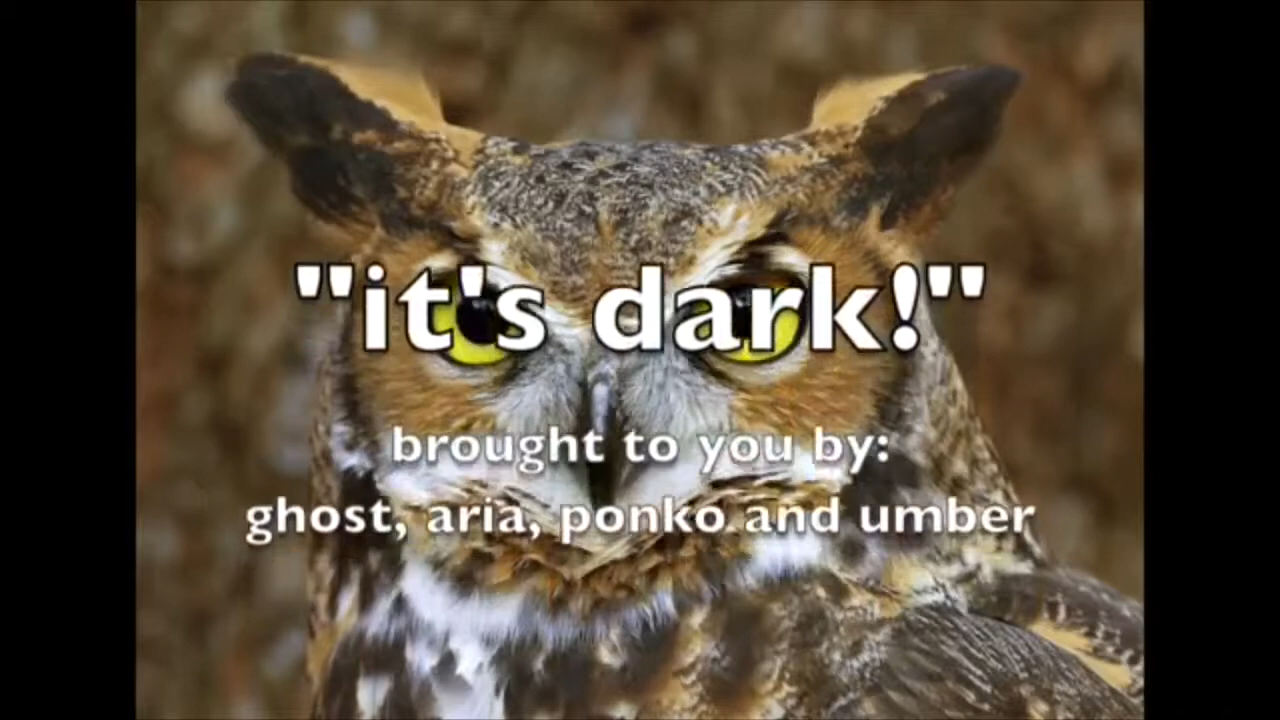 "it's dark!"
brought to you by:
ghost, aria, ponko and umber